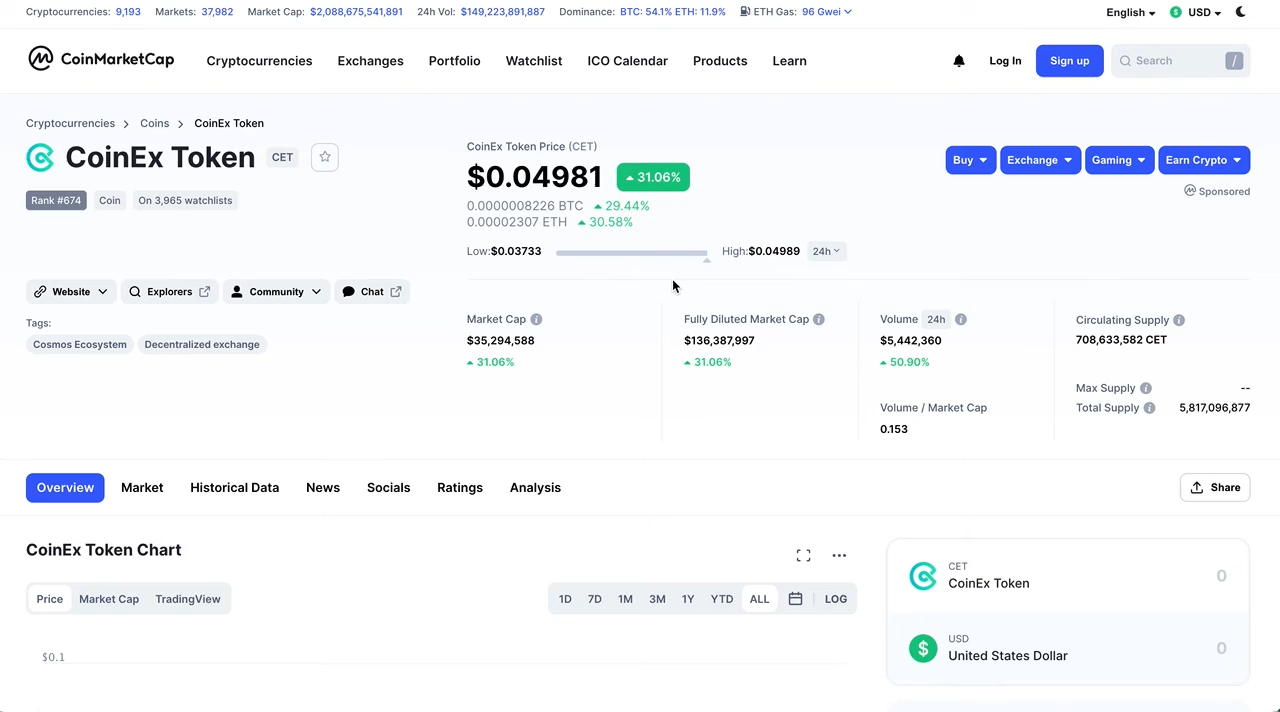 Cryptocurrencies: 9,193 Markets: 37,982 Market Cap: $2,088,675,541,891 24h Vol: $149,223,891,887 Dominance: BTC: 54.1% ETH: 11.9% ETH Gas: 96 Gwei English USD
CoinMarketCap Cryptocurrencies Exchanges Portfolio Watchlist ICO Calendar Products Learn Log In Sign up Search /
Cryptocurrencies > Coins > CoinEx Token
CoinEx Token CET
Rank #674 Coin On 3,965 watchlists
Website Explorers Community Chat
Tags:
Cosmos Ecosystem Decentralized exchange
CoinEx Token Price (CET)
$0.04981 31.06%
0.0000008226 BTC 29.44%
0.00002307 ETH 30.58%
Low:$0.03733 High:$0.04989 24h
Buy Exchange Gaming Earn Crypto
Sponsored
Market Cap
$35,294,588
31.06%
Fully Diluted Market Cap
$136,387,997
31.06%
Volume 24h
$5,442,360
50.90%
Volume / Market Cap
0.153
Circulating Supply
708,633,582 CET
Max Supply --
Total Supply 5,817,096,877
Overview Market Historical Data News Socials Ratings Analysis Share
CoinEx Token Chart
Price Market Cap TradingView 1D 7D 1M 3M 1Y YTD ALL LOG
$0.1
CET
CoinEx Token 0
USD
United States Dollar 0